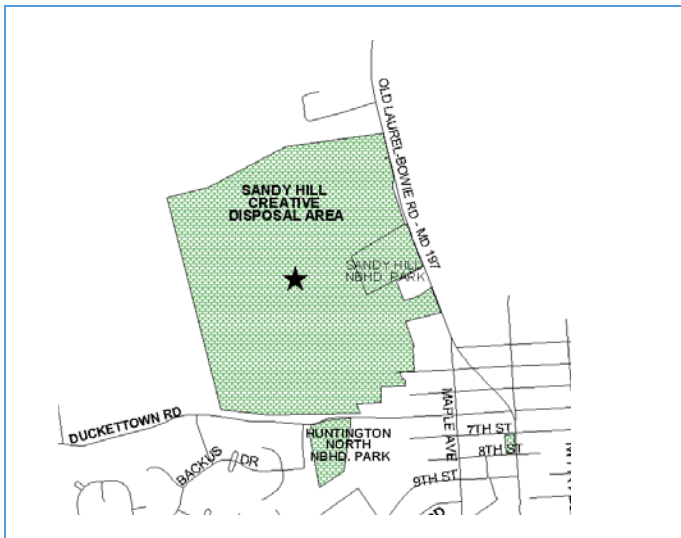 OLD LAUREL-BOWIE RD - MD 197
SANDY HILL
CREATIVE
DISPOSAL AREA
SANDY HILL
NBHD. PARK
DUCKETTOWN RD
MAPLE AVE
HUNTINGTON
NORTH
NBHD. PARK
7TH ST
8TH ST
9TH ST
BACKUS DR